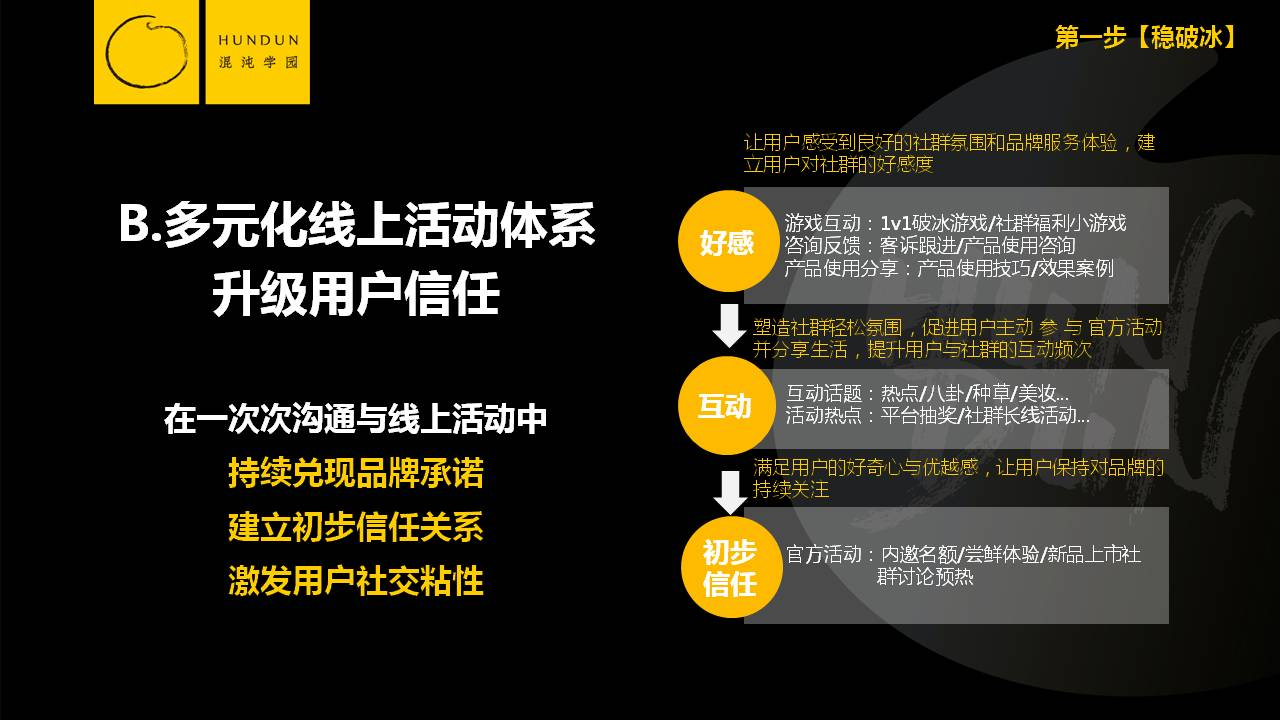 HUNDUN
混沌学园
第一步【稳破冰】
B.多元化线上活动体系
升级用户信任
在一次次沟通与线上活动中
持续兑现品牌承诺
建立初步信任关系
激发用户社交粘性
让用户感受到良好的社群氛围和品牌服务体验，建
立用户对社群的好感度
好感
游戏互动：1v1破冰游戏/社群福利小游戏
咨询反馈：客诉跟进/产品使用咨询
产品使用分享：产品使用技巧/效果案例
塑造社群轻松氛围，促进用户主动 参 与 官方活动
并分享生活，提升用户与社群的互动频次
互动
互动话题：热点/八卦/种草/美妆...
活动热点：平台抽奖/社群长线活动...
满足用户的好奇心与优越感，让用户保持对品牌的
持续关注
初步
信任
官方活动：内邀名额/尝鲜体验/新品上市社
群讨论预热